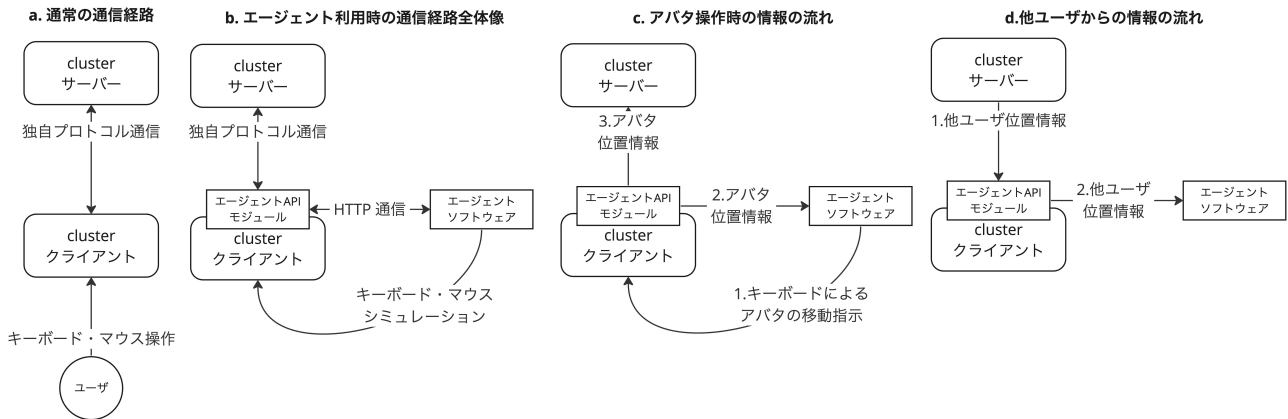 a. 通常の通信経路
cluster
サーバー
独自プロトコル通信
cluster
クライアント
キーボード・マウス操作
ユーザ
b. エージェント利用時の通信経路全体像
cluster
サーバー
独自プロトコル通信
エージェントAPI
モジュール
HTTP 通信
エージェント
ソフトウェア
cluster
クライアント
キーボード・マウス
シミュレーション
c. アバタ操作時の情報の流れ
cluster
サーバー
3.アバタ
位置情報
エージェントAPI
モジュール
2.アバタ
位置情報
エージェント
ソフトウェア
cluster
クライアント
1.キーボードによる
アバタの移動指示
d.他ユーザからの情報の流れ
cluster
サーバー
1.他ユーザ位置情報
エージェントAPI
モジュール
2.他ユーザ
位置情報
エージェント
ソフトウェア
cluster
クライアント